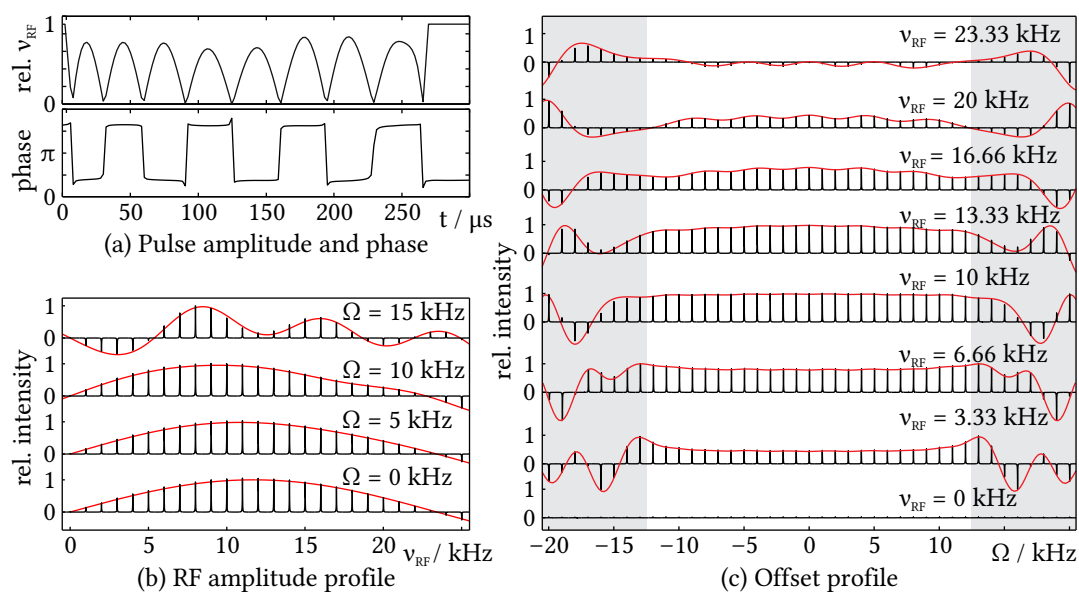 rel. ν_RF
1
0
phase
π
0 50 100 150 200 250
t / μs
(a) Pulse amplitude and phase
rel. intensity
1
0
Ω = 15 kHz
1
0
Ω = 10 kHz
1
0
Ω = 5 kHz
1
0
Ω = 0 kHz
0 5 10 15 20
ν_RF / kHz
(b) RF amplitude profile
rel. intensity
1
0
ν_RF = 23.33 kHz
1
0
ν_RF = 20 kHz
1
0
ν_RF = 16.66 kHz
1
0
ν_RF = 13.33 kHz
1
0
ν_RF = 10 kHz
1
0
ν_RF = 6.66 kHz
1
0
ν_RF = 3.33 kHz
1
0
ν_RF = 0 kHz
−20 −15 −10 −5 0 5 10 Ω / kHz
(c) Offset profile